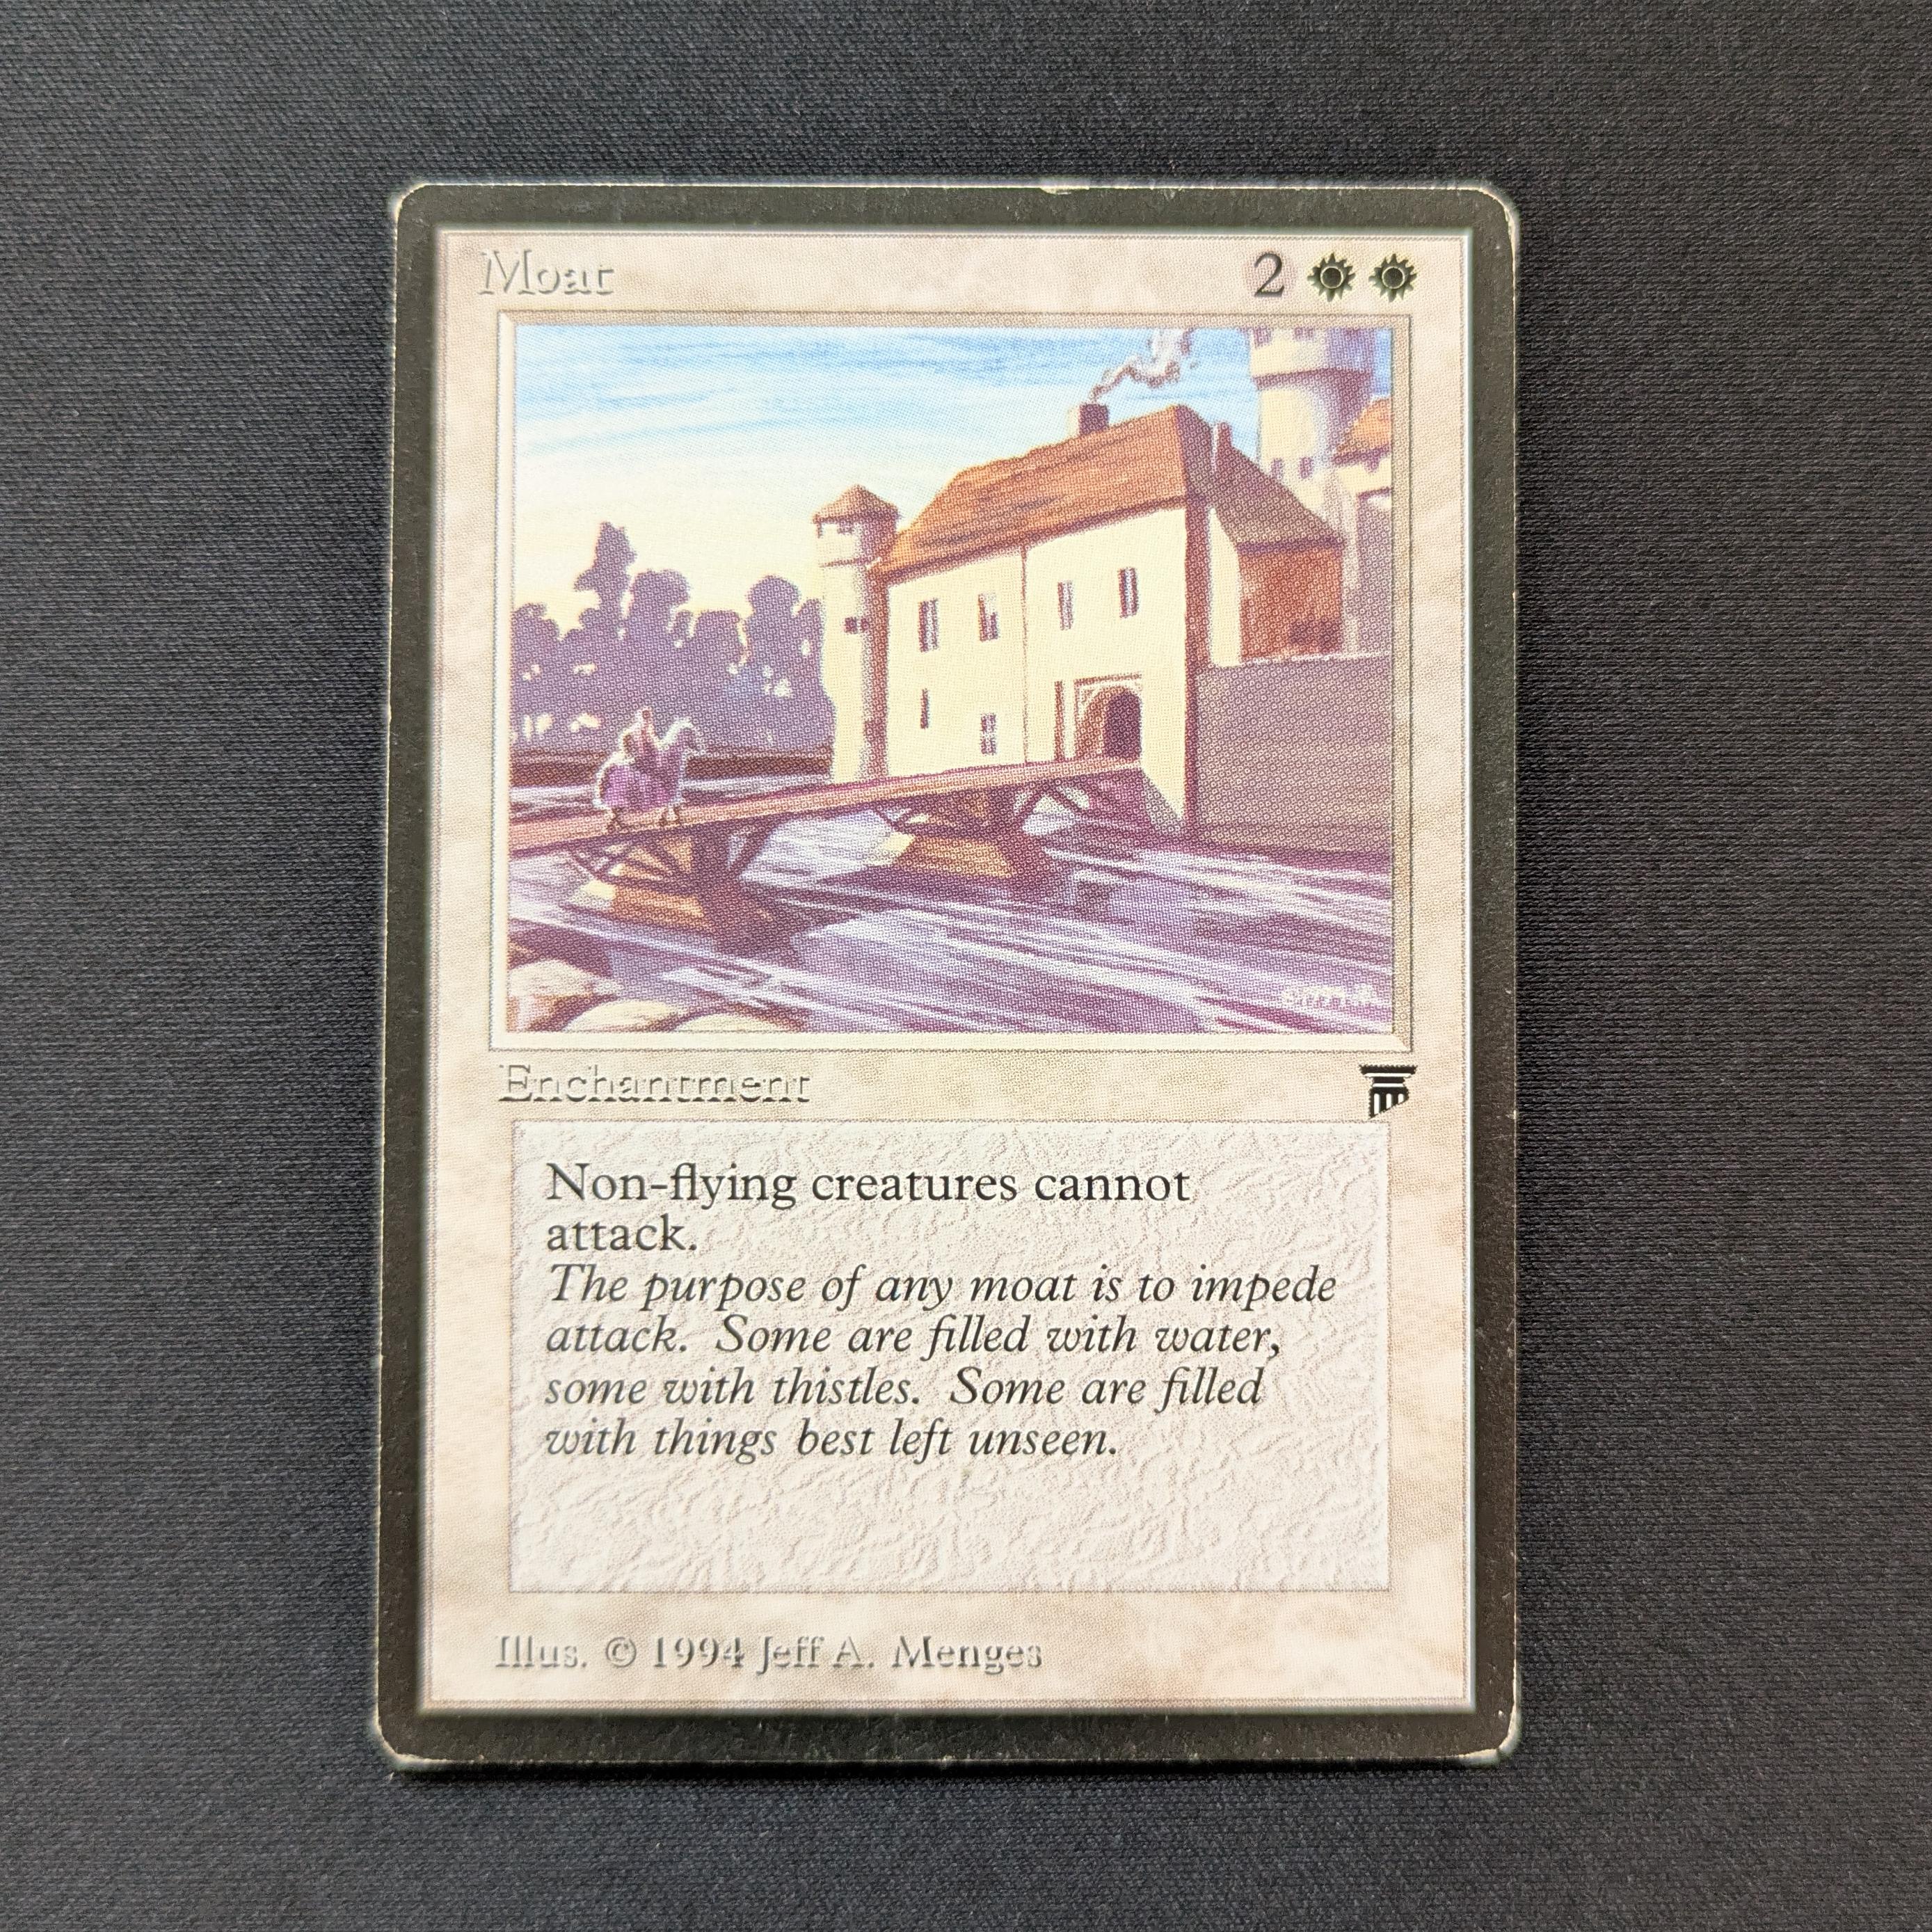 Moat 2
Enchantment
Non-flying creatures cannot
attack.
The purpose of any moat is to impede
attack. Some are filled with water,
some with thistles. Some are filled
with things best left unseen.
Illus. © 1994 Jeff A. Menges